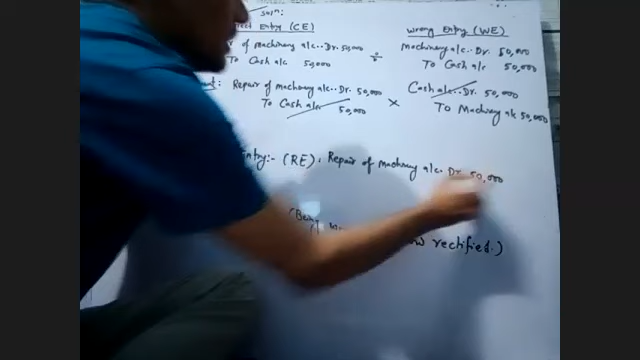 soln:
Entry (CE)
Wrong Entry (WE)
of machinery a/c.. Dr. 50,000
To Cash a/c 50,000
÷
Machinery a/c.. Dr. 50,000
To Cash a/c 50,000
Repair of machinery a/c.. Dr. 50,000
To Cash a/c 50,000
×
Cash a/c.. Dr. 50,000
To Machinery a/c 50,000
Entry:- (RE): Repair of machinery a/c.. Dr. 50,000
(Being
rectified.)